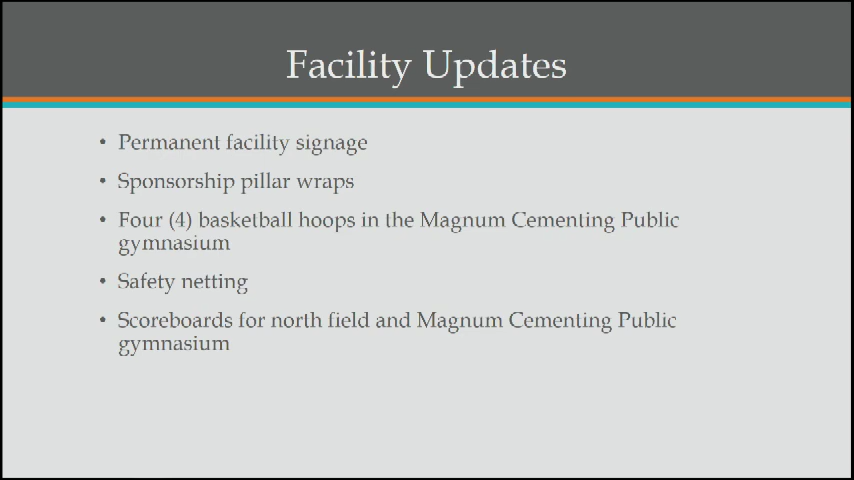 Facility Updates
• Permanent facility signage
• Sponsorship pillar wraps
• Four (4) basketball hoops in the Magnum Cementing Public
gymnasium
• Safety netting
• Scoreboards for north field and Magnum Cementing Public
gymnasium